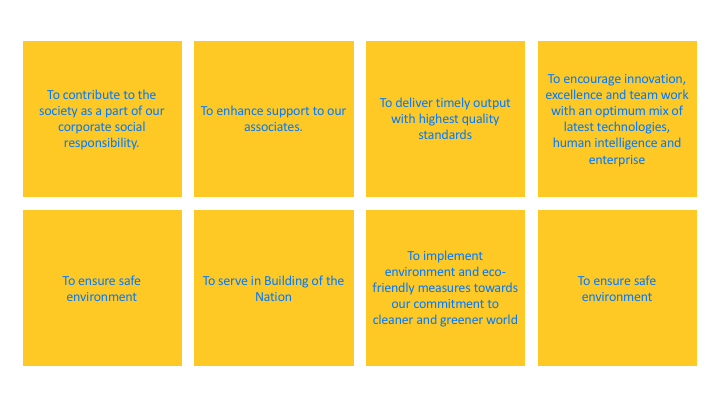 To contribute to the
society as a part of our
corporate social
responsibility.
To enhance support to our
associates.
To deliver timely output
with highest quality
standards
To encourage innovation,
excellence and team work
with an optimum mix of
latest technologies,
human intelligence and
enterprise
To ensure safe
environment
To serve in Building of the
Nation
To implement
environment and eco-
friendly measures towards
our commitment to
cleaner and greener world
To ensure safe
environment